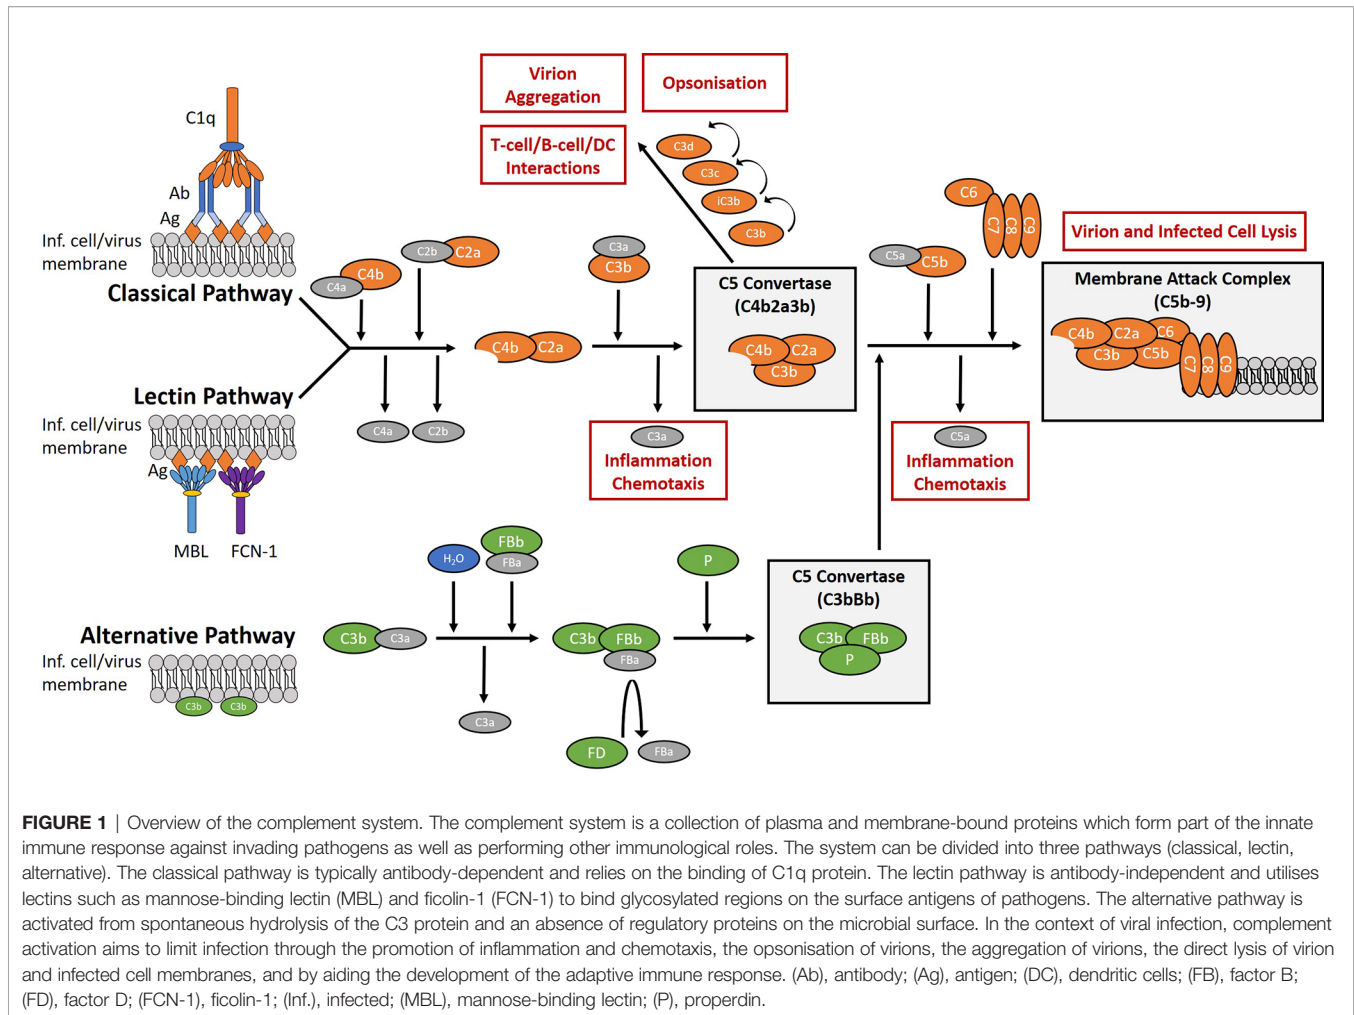 Virion
Aggregation
Opsonisation
T-cell/B-cell/DC
Interactions
C1q
Ab
Ag
Inf. cell/virus
membrane
Classical Pathway
C4b
C4a
C2b
C2a
C4b
C2a
C4a
C2b
C3a
C3b
C3d
C3c
iC3b
C3b
C5 Convertase
(C4b2a3b)
C4b
C2a
C3b
C3a
Inflammation
Chemotaxis
C5a
C5b
C6
C7
C8
C9
C5a
Inflammation
Chemotaxis
Virion and Infected Cell Lysis
Membrane Attack Complex
(C5b-9)
C4b
C2a
C6
C3b
C5b
C7
C8
C9
Lectin Pathway
Inf. cell/virus
membrane
Ag
MBL
FCN-1
Alternative Pathway
Inf. cell/virus
membrane
C3b
C3b
C3b
C3a
H₂O
FBb
FBa
C3a
C3b
FBb
FBa
FD
FBa
P
C5 Convertase
(C3bBb)
C3b
FBb
P
FIGURE 1 | Overview of the complement system. The complement system is a collection of plasma and membrane-bound proteins which form part of the innate
immune response against invading pathogens as well as performing other immunological roles. The system can be divided into three pathways (classical, lectin,
alternative). The classical pathway is typically antibody-dependent and relies on the binding of C1q protein. The lectin pathway is antibody-independent and utilises
lectins such as mannose-binding lectin (MBL) and ficolin-1 (FCN-1) to bind glycosylated regions on the surface antigens of pathogens. The alternative pathway is
activated from spontaneous hydrolysis of the C3 protein and an absence of regulatory proteins on the microbial surface. In the context of viral infection, complement
activation aims to limit infection through the promotion of inflammation and chemotaxis, the opsonisation of virions, the aggregation of virions, the direct lysis of virion
and infected cell membranes, and by aiding the development of the adaptive immune response. (Ab), antibody; (Ag), antigen; (DC), dendritic cells; (FB), factor B;
(FD), factor D; (FCN-1), ficolin-1; (Inf.), infected; (MBL), mannose-binding lectin; (P), properdin.